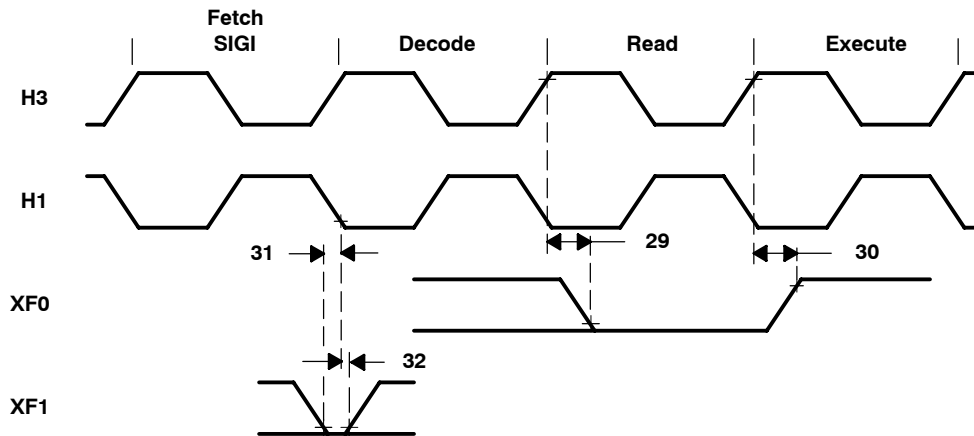 Fetch
SIGI
Decode
Read
Execute
H3
H1
31
29
30
XF0
32
XF1